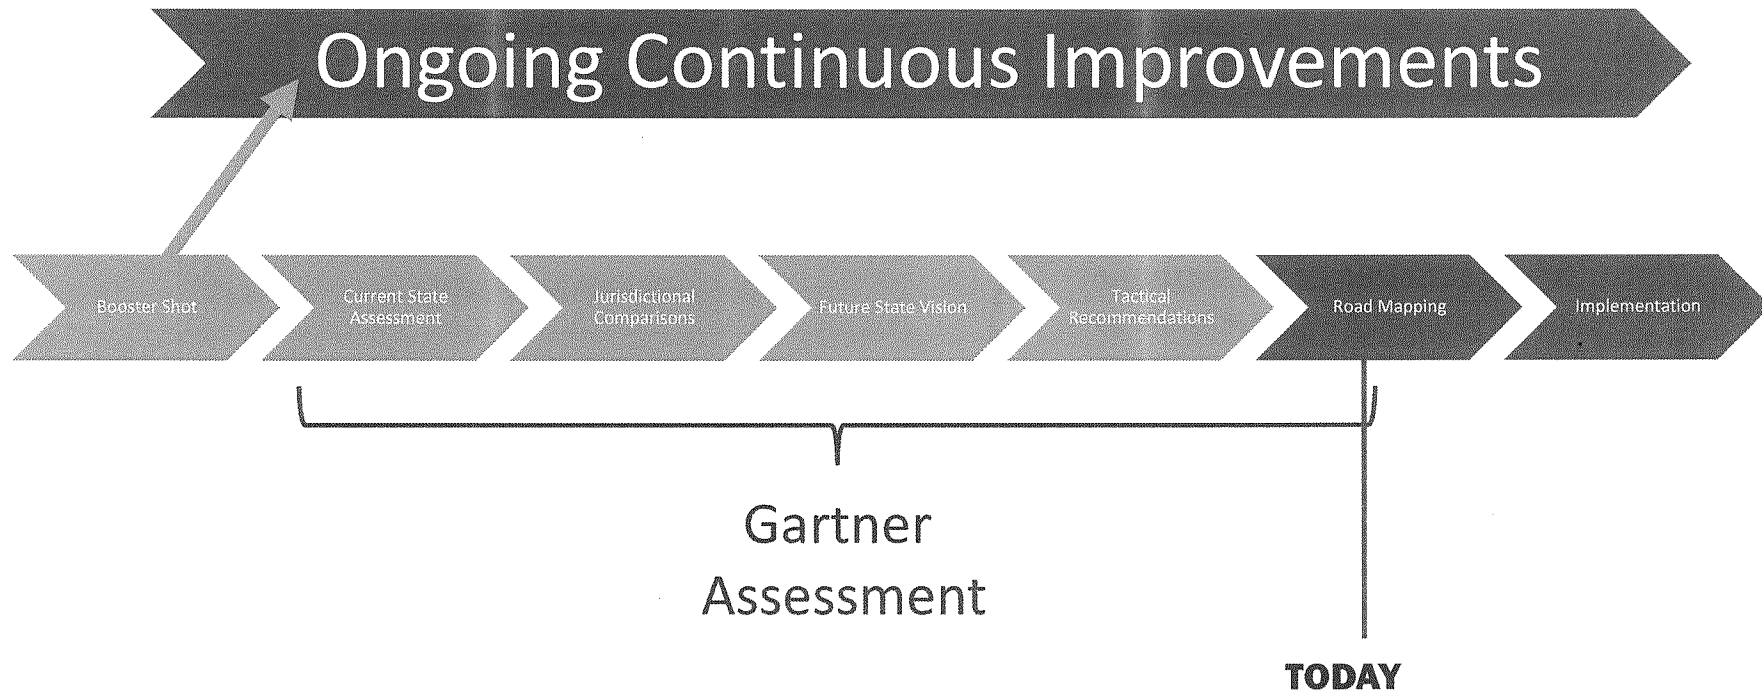 Ongoing Continuous Improvements
Booster Shot
Current State
Assessment
Jurisdictional
Comparisons
Future State Vision
Tactical
Recommendations
Road Mapping
Implementation
Gartner
Assessment
TODAY